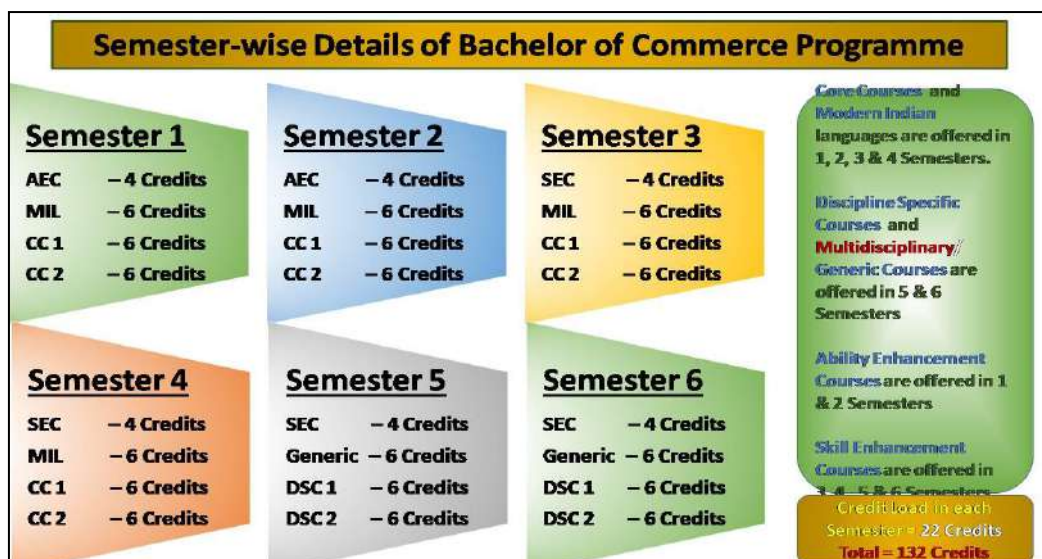 Semester-wise Details of Bachelor of Commerce Programme
Semester 1
AEC – 4 Credits
MIL – 6 Credits
CC 1 – 6 Credits
CC 2 – 6 Credits
Semester 2
AEC – 4 Credits
MIL – 6 Credits
CC 1 – 6 Credits
CC 2 – 6 Credits
Semester 3
SEC – 4 Credits
MIL – 6 Credits
CC 1 – 6 Credits
CC 2 – 6 Credits
Semester 4
SEC – 4 Credits
MIL – 6 Credits
CC 1 – 6 Credits
CC 2 – 6 Credits
Semester 5
SEC – 4 Credits
Generic – 6 Credits
DSC 1 – 6 Credits
DSC 2 – 6 Credits
Semester 6
SEC – 4 Credits
Generic – 6 Credits
DSC 1 – 6 Credits
DSC 2 – 6 Credits
Core Courses and
Modern Indian
languages are offered in
1, 2, 3 & 4 Semesters.
Discipline Specific
Courses and
Multidisciplinary/
Generic Courses are
offered in 5 & 6
Semesters
Ability Enhancement
Courses are offered in 1
& 2 Semesters
Skill Enhancement
Courses are offered in
3,4, 5 & 6 Semesters
Credit Load in each
Semester = 22 Credits
Total = 132 Credits